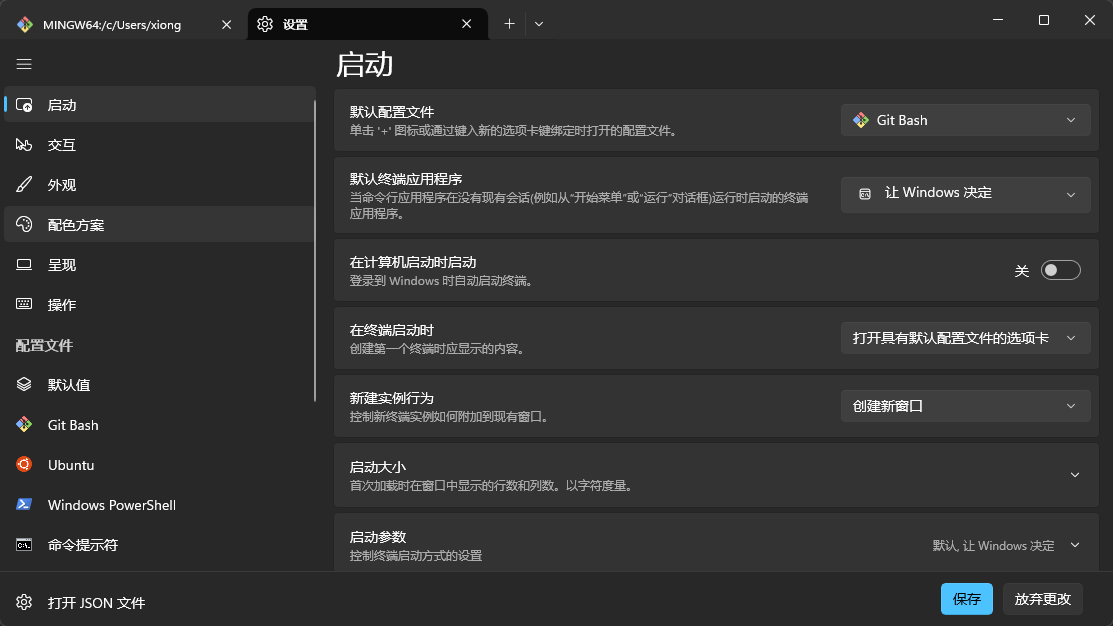 MINGW64:/c/Users/xiong
设置
启动
交互
外观
配色方案
呈现
操作
配置文件
默认值
Git Bash
Ubuntu
Windows PowerShell
命令提示符
打开 JSON 文件
启动
默认配置文件
单击 '+' 图标或通过键入新的选项卡键绑定时打开的配置文件。
Git Bash
默认终端应用程序
当命令行应用程序在没有现有会话(例如从“开始菜单”或“运行”对话框)运行时启动的终端
应用程序。
让 Windows 决定
在计算机启动时启动
登录到 Windows 时自动启动终端。
关
在终端启动时
创建第一个终端时应显示的内容。
打开具有默认配置文件的选项卡
新建实例行为
控制新终端实例如何附加到现有窗口。
创建新窗口
启动大小
首次加载时在窗口中显示的行数和列数。以字符度量。
启动参数
控制终端启动方式的设置
默认, 让 Windows 决定
保存
放弃更改